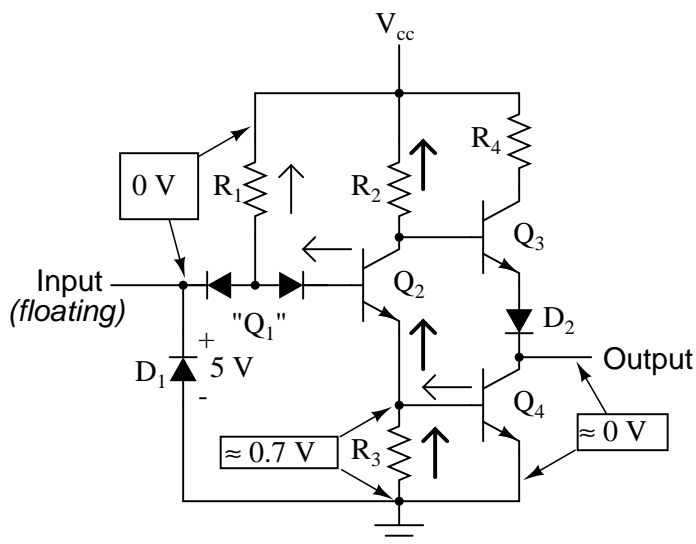 Vcc
R1
R2
R4
0 V
Q3
Input
(floating)
"Q1"
Q2
D2
D1
+
5 V
-
Output
Q4
≈ 0.7 V
R3
≈ 0 V